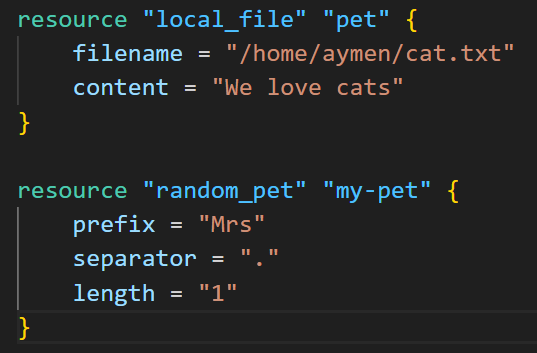 resource "local_file" "pet" {
    filename = "/home/aymen/cat.txt"
    content = "We love cats"
}

resource "random_pet" "my-pet" {
    prefix = "Mrs"
    separator = "."
    length = "1"
}